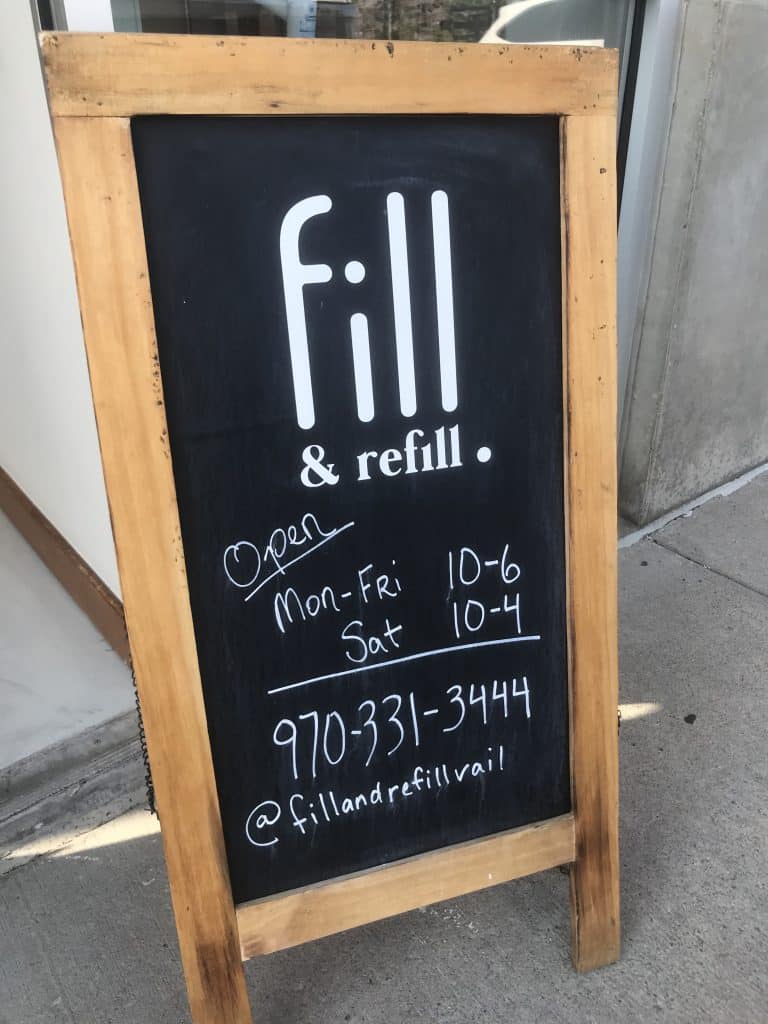 fill
& refill.
Open
Mon-Fri 10-6
Sat 10-4
970-331-3444
@fillandrefillvail